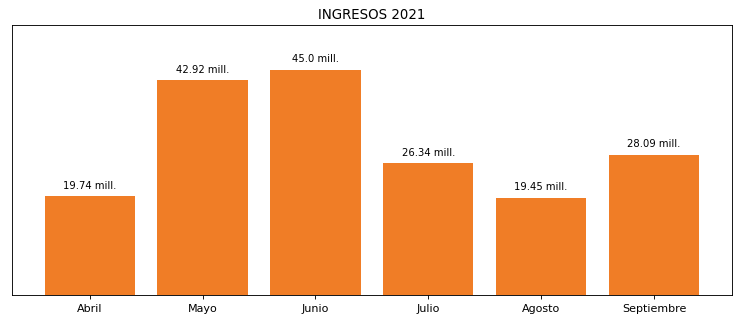 INGRESOS 2021
19.74 mill.
42.92 mill.
45.0 mill.
26.34 mill.
19.45 mill.
28.09 mill.
Abril
Mayo
Junio
Julio
Agosto
Septiembre